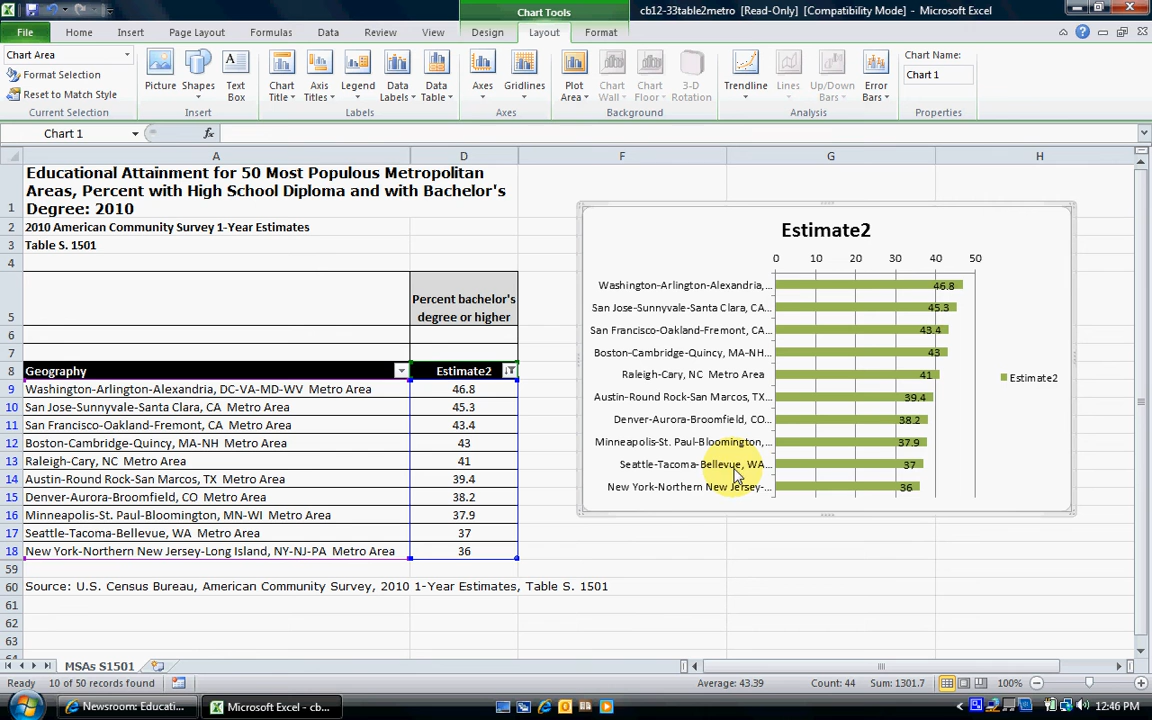 Chart Tools
cb12-33table2metro [Read-Only] [Compatibility Mode] - Microsoft Excel
File Home Insert Page Layout Formulas Data Review View Design Layout Format
Chart Area
Format Selection
Reset to Match Style
Current Selection
Picture Shapes Text Box
Insert
Chart Title Axis Titles Legend Data Labels Data Table
Labels
Axes Gridlines
Axes
Plot Area Chart Wall Chart Floor 3-D Rotation
Background
Trendline Lines Up/Down Bars Error Bars
Analysis
Chart Name:
Chart 1
Properties
Chart 1 fx
A D F G H
1 Educational Attainment for 50 Most Populous Metropolitan
Areas, Percent with High School Diploma and with Bachelor's
Degree: 2010
2 2010 American Community Survey 1-Year Estimates
3 Table S. 1501
4
5 Percent bachelor's
degree or higher
6
7
8 Geography Estimate2
9 Washington-Arlington-Alexandria, DC-VA-MD-WV Metro Area 46.8
10 San Jose-Sunnyvale-Santa Clara, CA Metro Area 45.3
11 San Francisco-Oakland-Fremont, CA Metro Area 43.4
12 Boston-Cambridge-Quincy, MA-NH Metro Area 43
13 Raleigh-Cary, NC Metro Area 41
14 Austin-Round Rock-San Marcos, TX Metro Area 39.4
15 Denver-Aurora-Broomfield, CO Metro Area 38.2
16 Minneapolis-St. Paul-Bloomington, MN-WI Metro Area 37.9
17 Seattle-Tacoma-Bellevue, WA Metro Area 37
18 New York-Northern New Jersey-Long Island, NY-NJ-PA Metro Area 36
59
60 Source: U.S. Census Bureau, American Community Survey, 2010 1-Year Estimates, Table S. 1501
61
62
63
Estimate2
0 10 20 30 40 50
Washington-Arlington-Alexandria,... 46.8
San Jose-Sunnyvale-Santa Clara, CA... 45.3
San Francisco-Oakland-Fremont, CA... 43.4
Boston-Cambridge-Quincy, MA-NH... 43
Raleigh-Cary, NC Metro Area 41
Austin-Round Rock-San Marcos, TX... 39.4
Denver-Aurora-Broomfield, CO... 38.2
Minneapolis-St. Paul-Bloomington,... 37.9
Seattle-Tacoma-Bellevue, WA... 37
New York-Northern New Jersey-... 36
Estimate2
MSAs S1501
Ready 10 of 50 records found Average: 43.39 Count: 44 Sum: 1301.7 100%
Newsroom: Educati... Microsoft Excel - cb... 12:46 PM